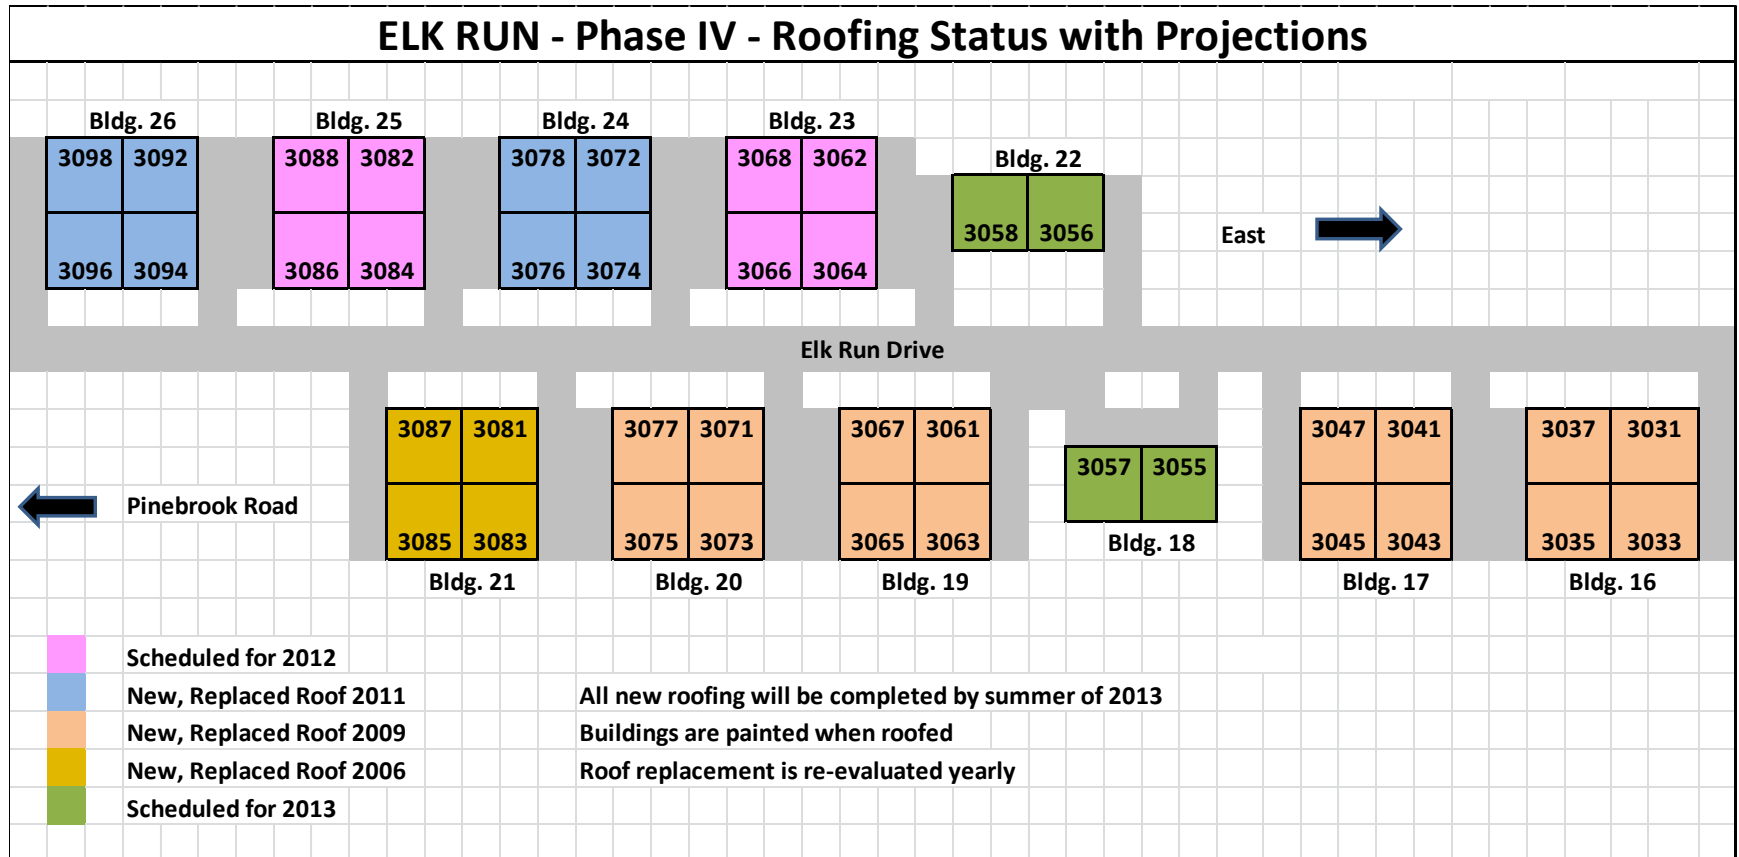 ELK RUN - Phase IV - Roofing Status with Projections
Bldg. 26 Bldg. 25 Bldg. 24 Bldg. 23
3098 3092 3088 3082 3078 3072 3068 3062
Bldg. 22
3058 3056
East
3096 3094 3086 3084 3076 3074 3066 3064
Elk Run Drive
3087 3081 3077 3071 3067 3061 3047 3041 3037 3031
3057 3055
Pinebrook Road
3085 3083 3075 3073 3065 3063 3045 3043 3035 3033
Bldg. 18
Bldg. 21 Bldg. 20 Bldg. 19 Bldg. 17 Bldg. 16
Scheduled for 2012
New, Replaced Roof 2011 All new roofing will be completed by summer of 2013
New, Replaced Roof 2009 Buildings are painted when roofed
New, Replaced Roof 2006 Roof replacement is re-evaluated yearly
Scheduled for 2013